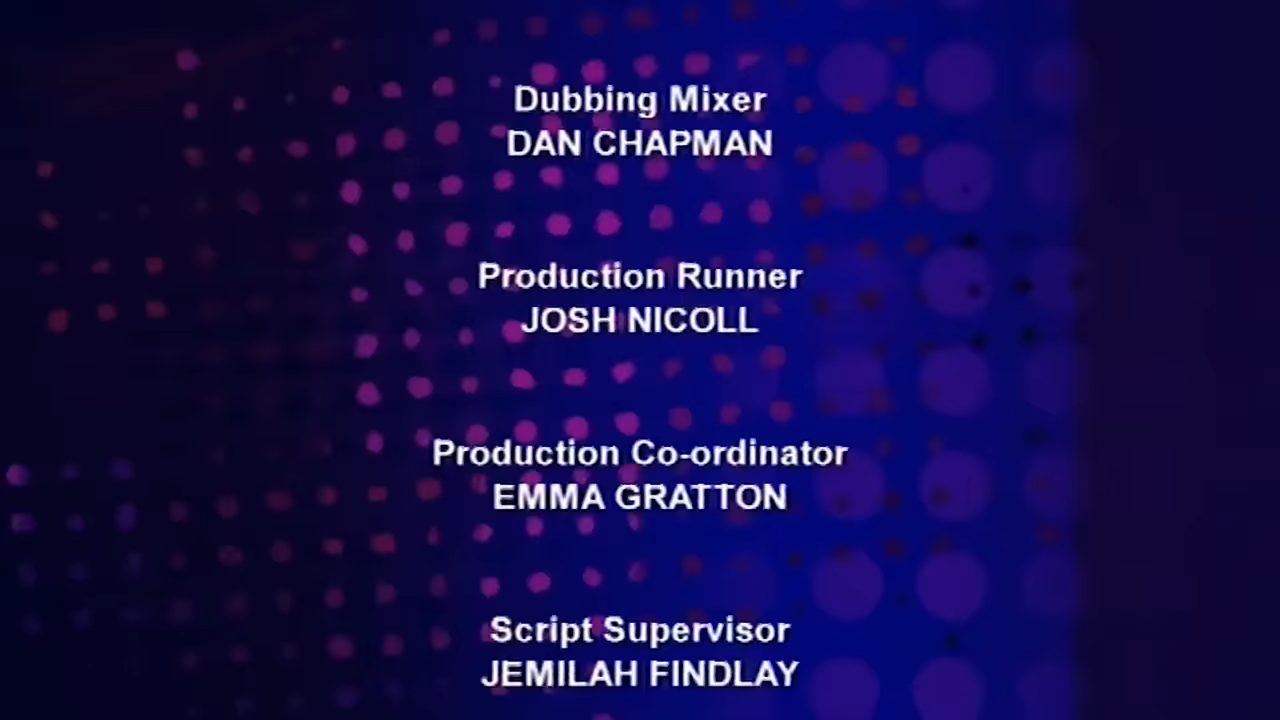 Dubbing Mixer
DAN CHAPMAN
Production Runner
JOSH NICOLL
Production Co-ordinator
EMMA GRATTON
Script Supervisor
JEMILAH FINDLAY